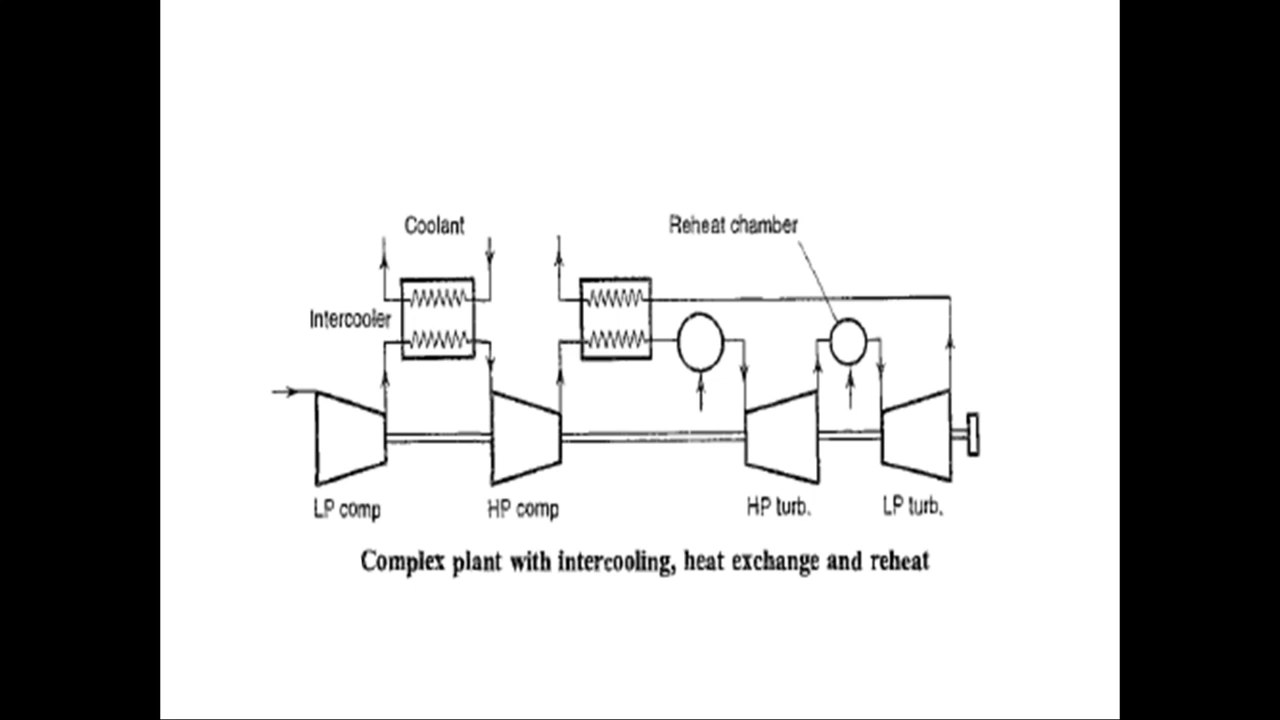 Coolant
Reheat chamber
Intercooler
LP comp
HP comp
HP turb.
LP turb.
Complex plant with intercooling, heat exchange and reheat